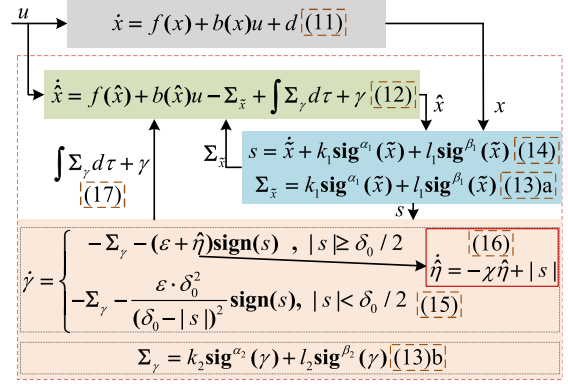 u
ẋ = f(x) + b(x)u + d (11)
x̂̇ = f(x̂) + b(x̂)u − Σ_x̃ + ∫Σ_γ dτ + γ (12)
x̂
x
∫Σ_γ dτ + γ
(17)
Σ_x̃
s = x̃̇ + k₁sig^α₁(x̃) + l₁sig^β₁(x̃) (14)
Σ_x̃ = k₁sig^α₁(x̃) + l₁sig^β₁(x̃) (13)a
s
γ̇ = { −Σ_γ − (ε + η̂)sign(s) , |s| ≥ δ₀ / 2
−Σ_γ − (ε · δ₀²) / (δ₀ − |s|)² sign(s), |s| < δ₀ / 2 (15)
(16)
η̂̇ = −χη̂ + |s|
Σ_γ = k₂sig^α₂(γ) + l₂sig^β₂(γ) (13)b